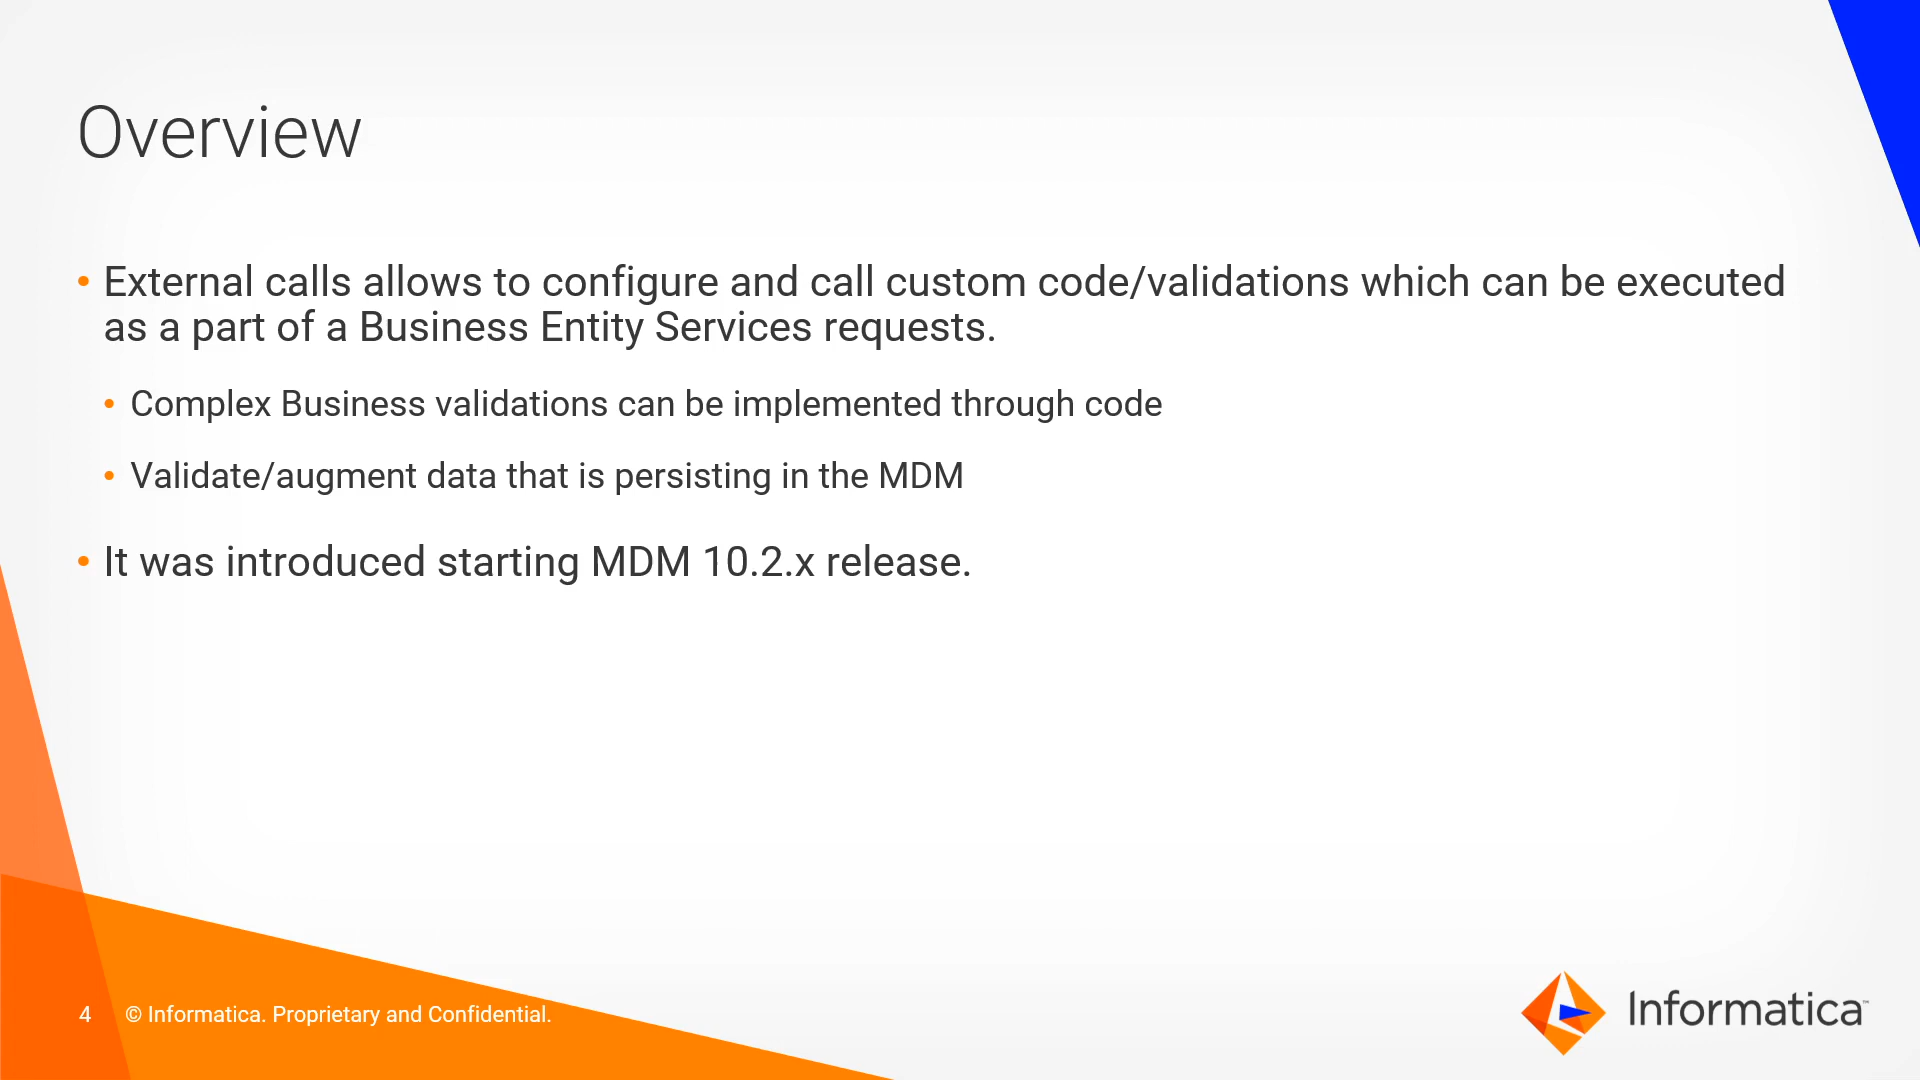 Overview
• External calls allows to configure and call custom code/validations which can be executed
as a part of a Business Entity Services requests.
• Complex Business validations can be implemented through code
• Validate/augment data that is persisting in the MDM
• It was introduced starting MDM 10.2.x release.
4 © Informatica. Proprietary and Confidential.
Informatica™